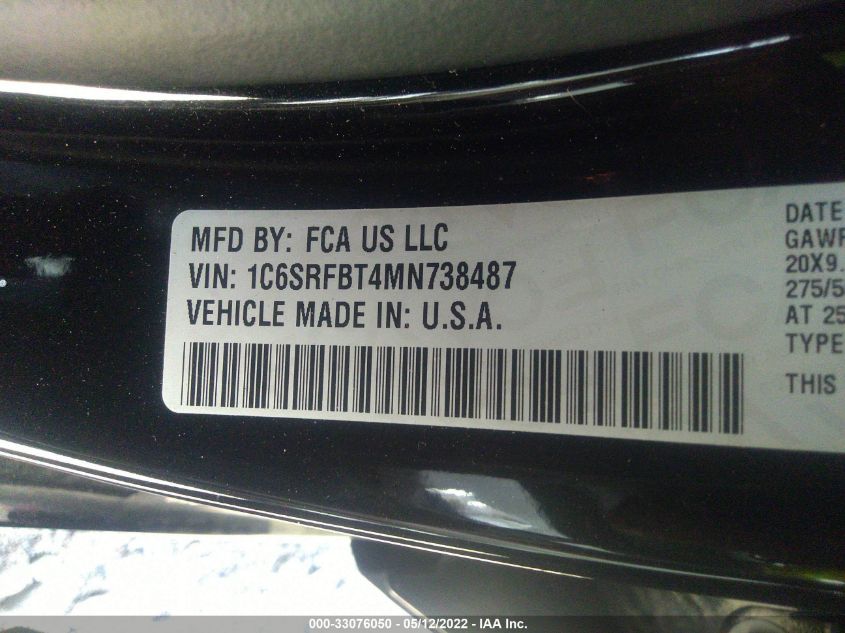 MFD BY: FCA US LLC
VIN: 1C6SRFBT4MN738487
VEHICLE MADE IN: U.S.A.
DATE
GAWR
20X9.
275/5
AT 25
TYPE
THIS
000-33076050 - 05/12/2022 - IAA Inc.